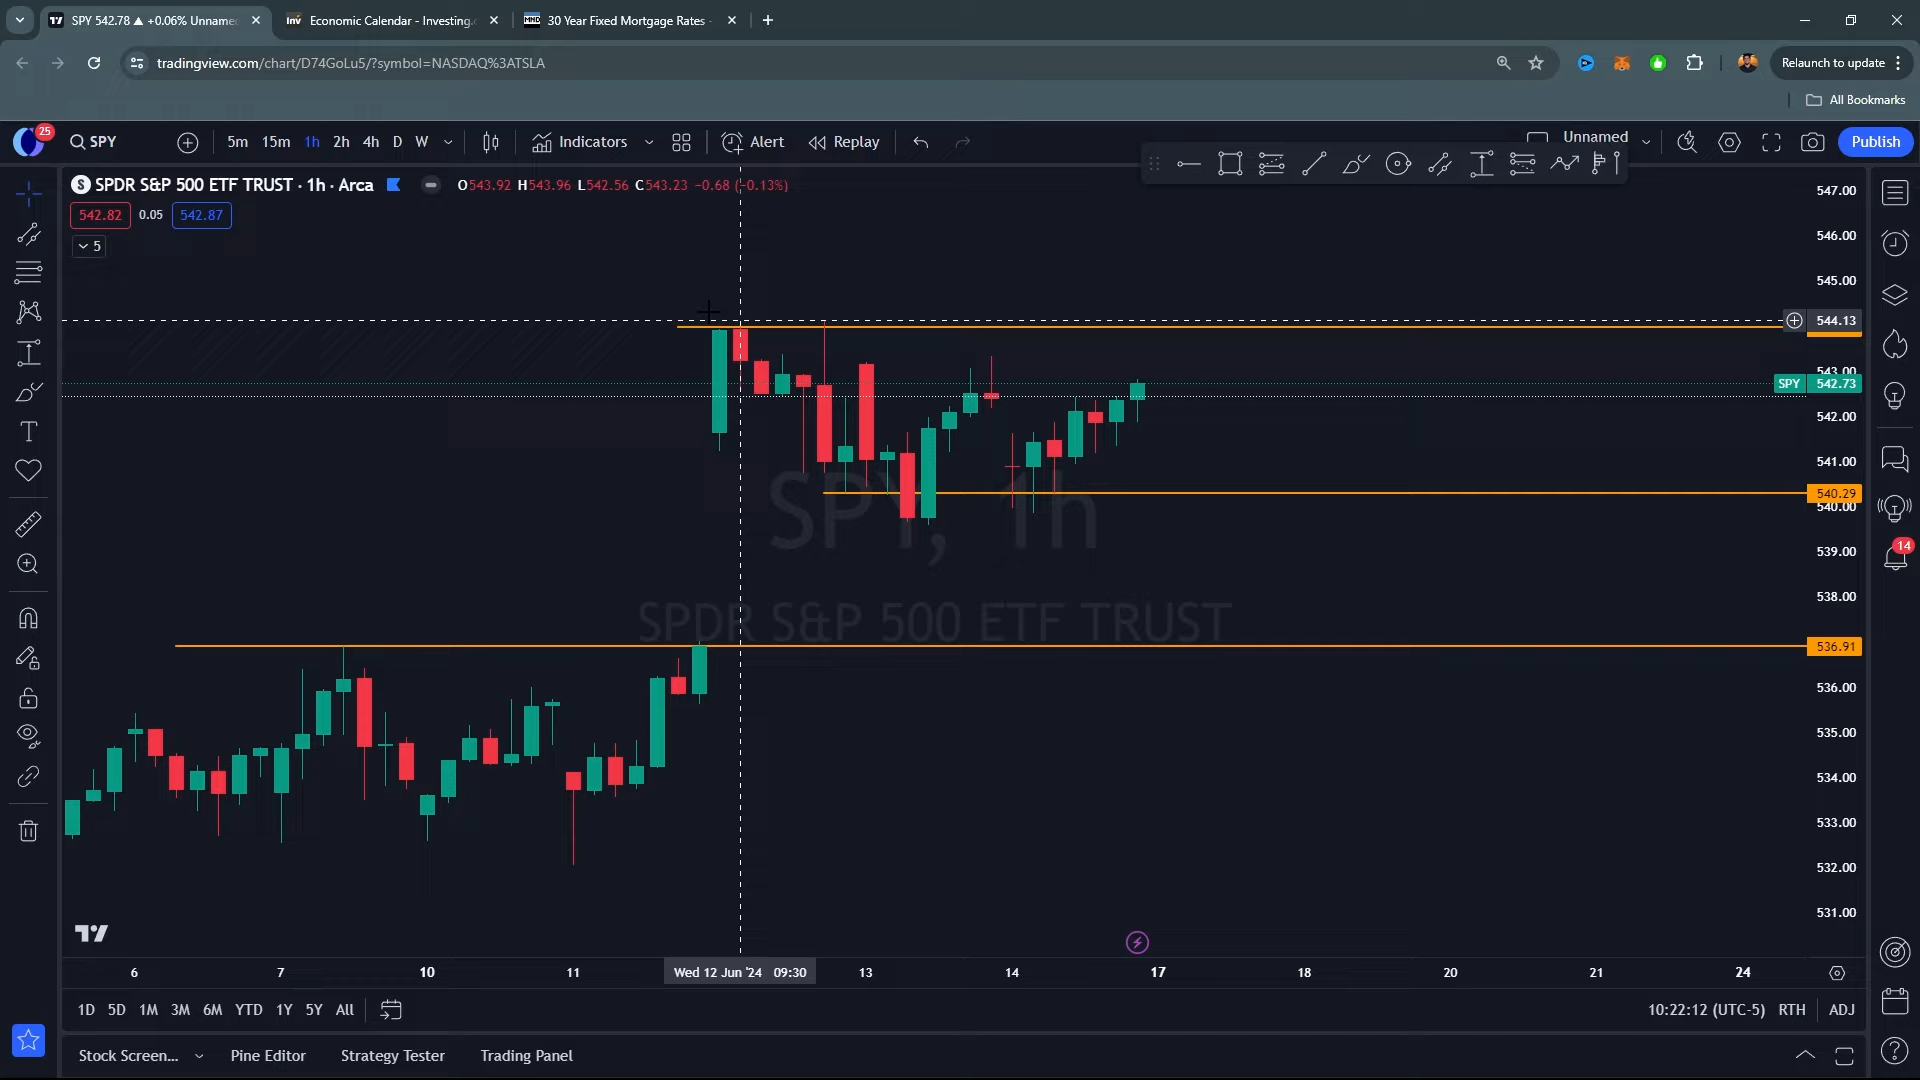 SPY 542.78 ▲ +0.06% Unname
Economic Calendar - Investing.
30 Year Fixed Mortgage Rates -
tradingview.com/chart/D74GoLu5/?symbol=NASDAQ%3ATSLA
Relaunch to update
All Bookmarks
25
SPY
5m 15m 1h 2h 4h D W
Indicators
Alert
Replay
Unnamed
Publish
SPDR S&P 500 ETF TRUST · 1h · Arca
O543.92 H543.96 L542.56 C543.23 −0.68 (−0.13%)
542.82 0.05 542.87
5
547.00
546.00
545.00
544.13
543.00
SPY 542.73
542.00
541.00
540.29
540.00
539.00
538.00
536.91
536.00
535.00
534.00
533.00
532.00
531.00
14
SPY, 1h
SPDR S&P 500 ETF TRUST
6 7 10 11 Wed 12 Jun '24 09:30 13 14 17 18 20 21 24
1D 5D 1M 3M 6M YTD 1Y 5Y All
10:22:12 (UTC-5) RTH ADJ
Stock Screen... Pine Editor Strategy Tester Trading Panel